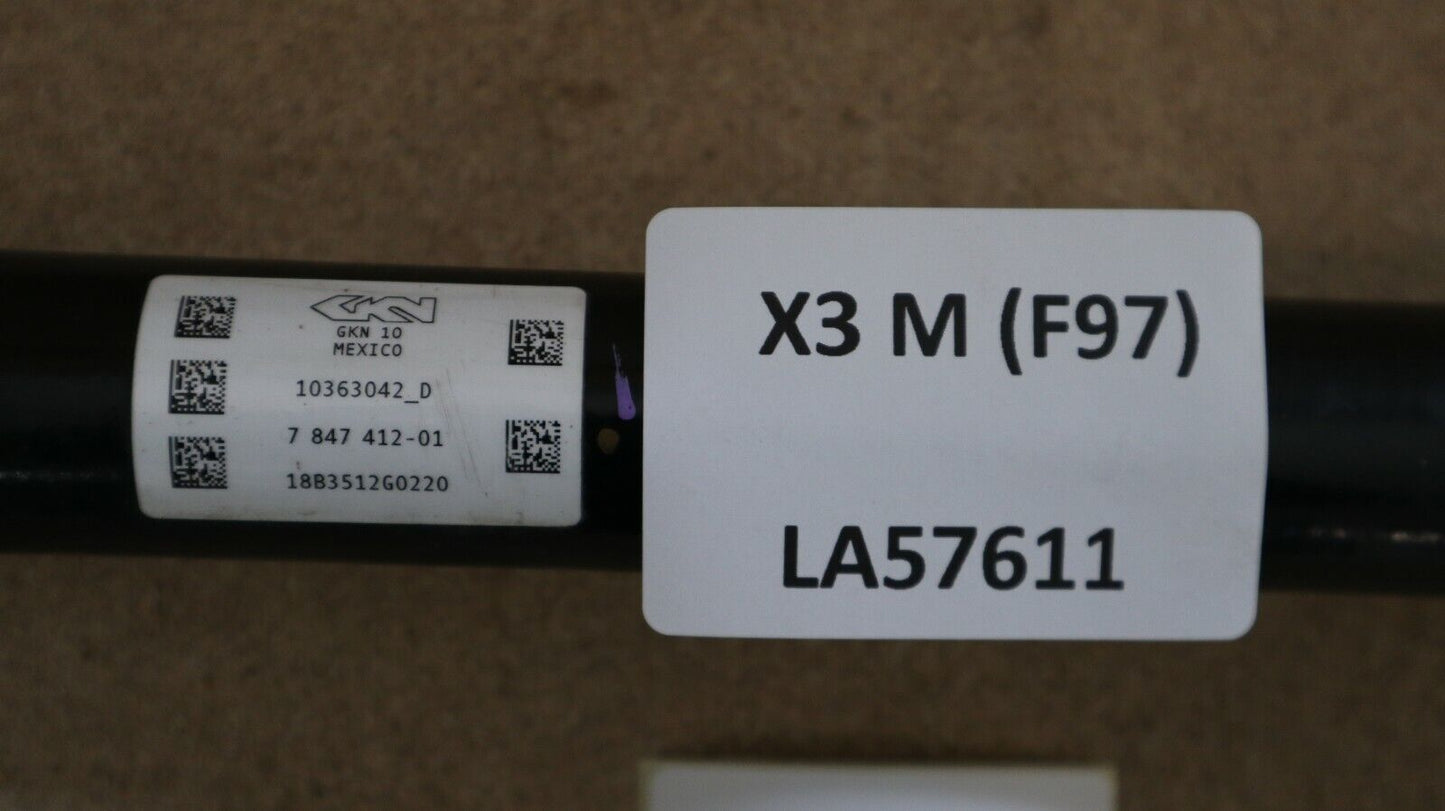 GKN
GKN 10
MEXICO
10363042_D
7 847 412-01
18B3512G0220
X3 M (F97)
LA57611